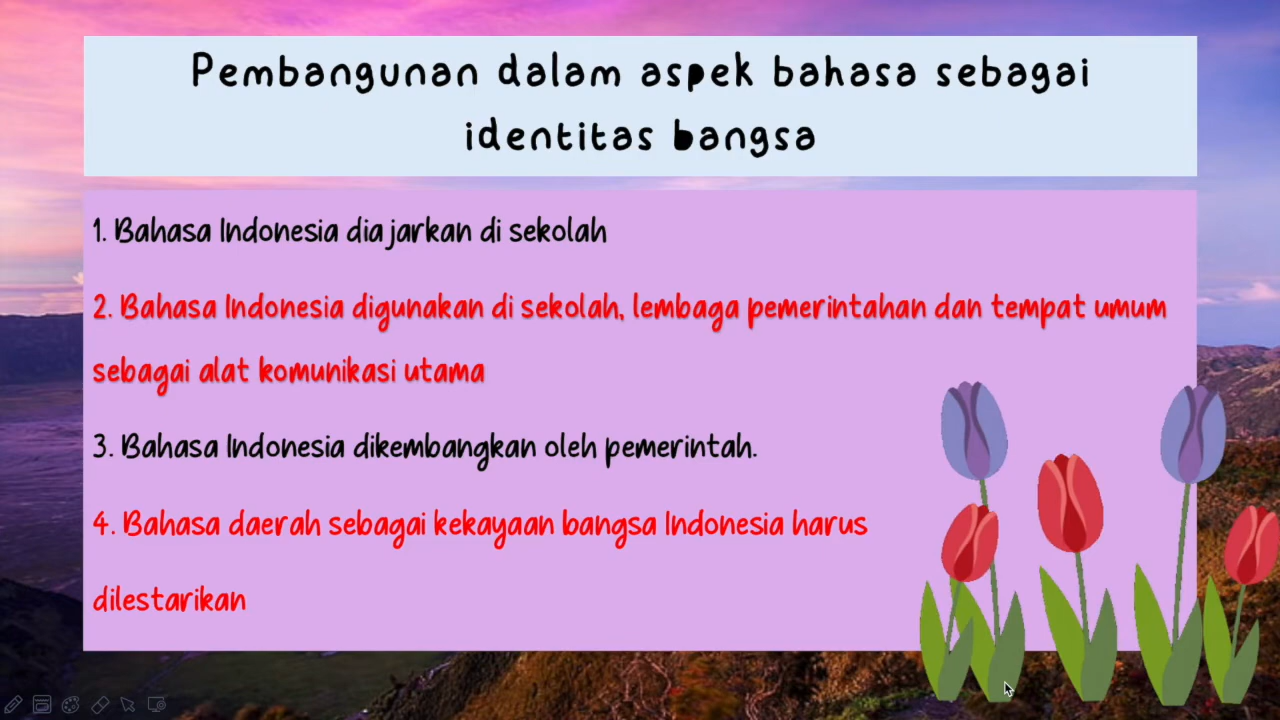 Pembangunan dalam aspek bahasa sebagai
identitas bangsa
1. Bahasa Indonesia diajarkan di sekolah
2. Bahasa Indonesia digunakan di sekolah, lembaga pemerintahan dan tempat umum
sebagai alat komunikasi utama
3. Bahasa Indonesia dikembangkan oleh pemerintah.
4. Bahasa daerah sebagai kekayaan bangsa Indonesia harus
dilestarikan